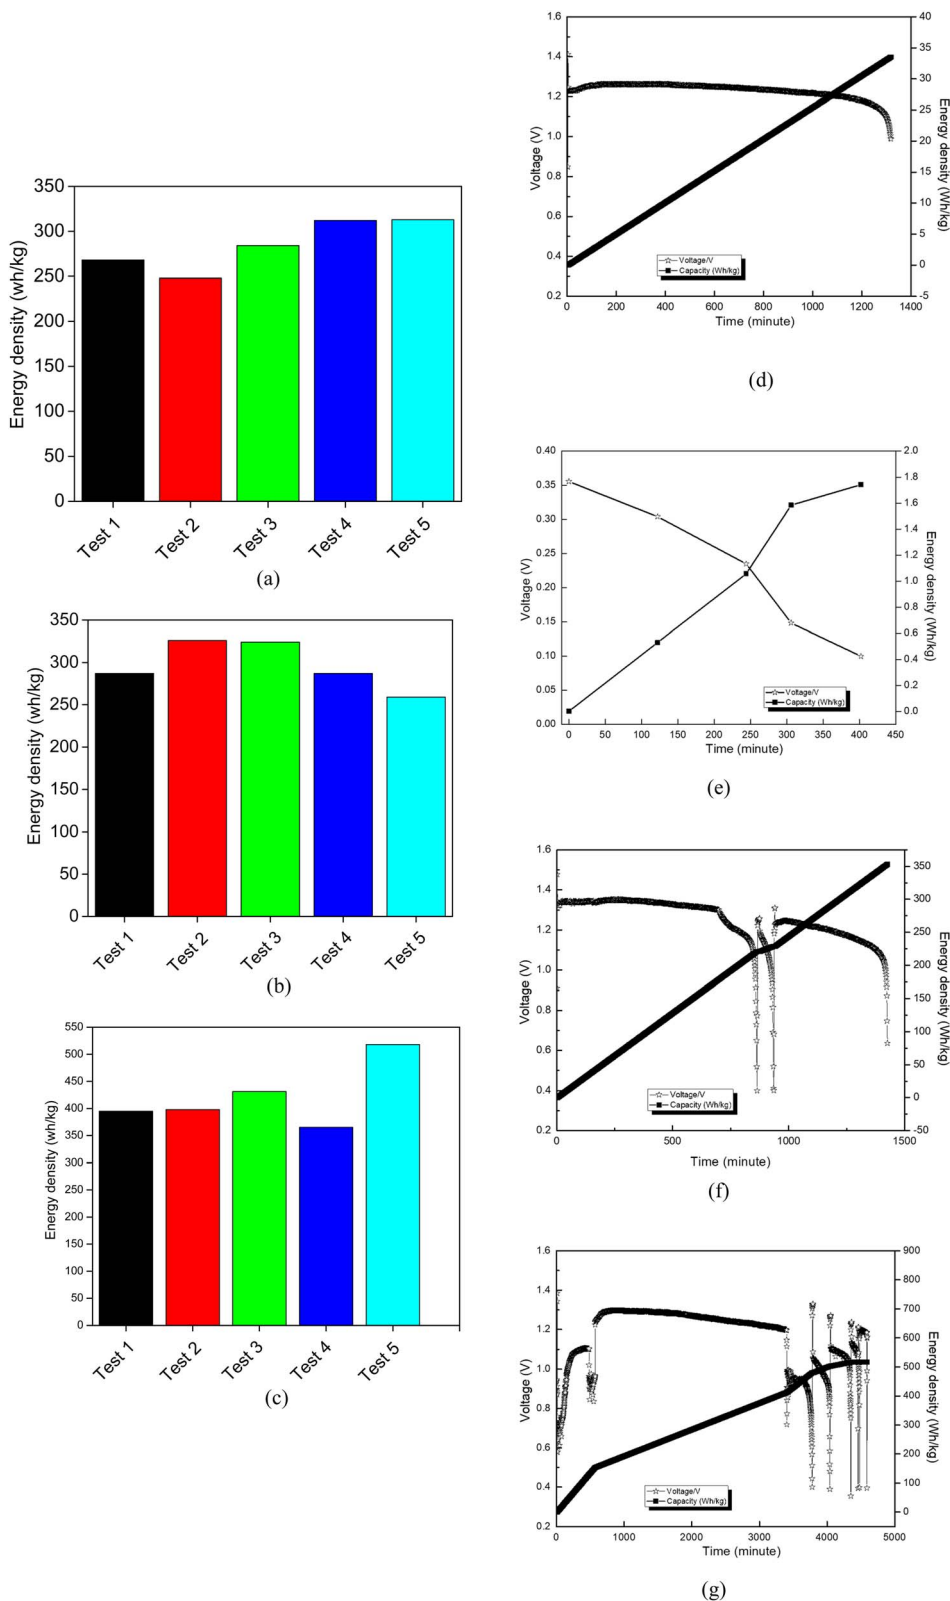 350
300
250
200
150
100
50
0
Energy density (wh/kg)
Test 1
Test 2
Test 3
Test 4
Test 5
(a)
350
300
250
200
150
100
50
0
Energy density (wh/kg)
Test 1
Test 2
Test 3
Test 4
Test 5
(b)
550
500
450
400
350
300
250
200
150
100
50
0
Energy density (wh/kg)
Test 1
Test 2
Test 3
Test 4
Test 5
(c)
1.6
1.4
1.2
1.0
0.8
0.6
0.4
0.2
Voltage (V)
40
35
30
25
20
15
10
5
0
-5
Energy density (Wh/kg)
Voltage/V
Capacity (Wh/kg)
0 200 400 600 800 1000 1200 1400
Time (minute)
(d)
0.40
0.35
0.30
0.25
0.20
0.15
0.10
0.05
0.00
Voltage (V)
2.0
1.8
1.6
1.4
1.2
1.0
0.8
0.6
0.4
0.2
0.0
Energy density (Wh/kg)
Voltage/V
Capacity (Wh/kg)
0 50 100 150 200 250 300 350 400 450
Time (minute)
(e)
1.6
1.4
1.2
1.0
0.8
0.6
0.4
0.2
Voltage (V)
350
300
250
200
150
100
50
0
-50
Energy density (Wh/kg)
Voltage/V
Capacity (Wh/kg)
0 500 1000 1500
Time (minute)
(f)
1.6
1.4
1.2
1.0
0.8
0.6
0.4
0.2
Voltage (V)
900
800
700
600
500
400
300
200
100
0
Energy density (Wh/kg)
Voltage/V
Capacity (Wh/kg)
0 1000 2000 3000 4000 5000
Time (minute)
(g)